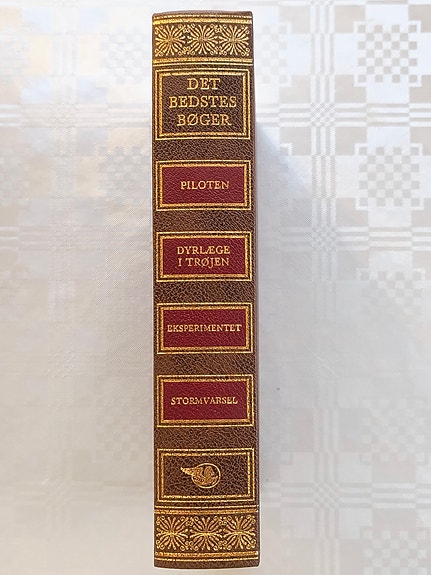 DET
BEDSTES
BØGER
PILOTEN
DYRLÆGE
I TRØJEN
EKSPERIMENTET
STORMVARSEL